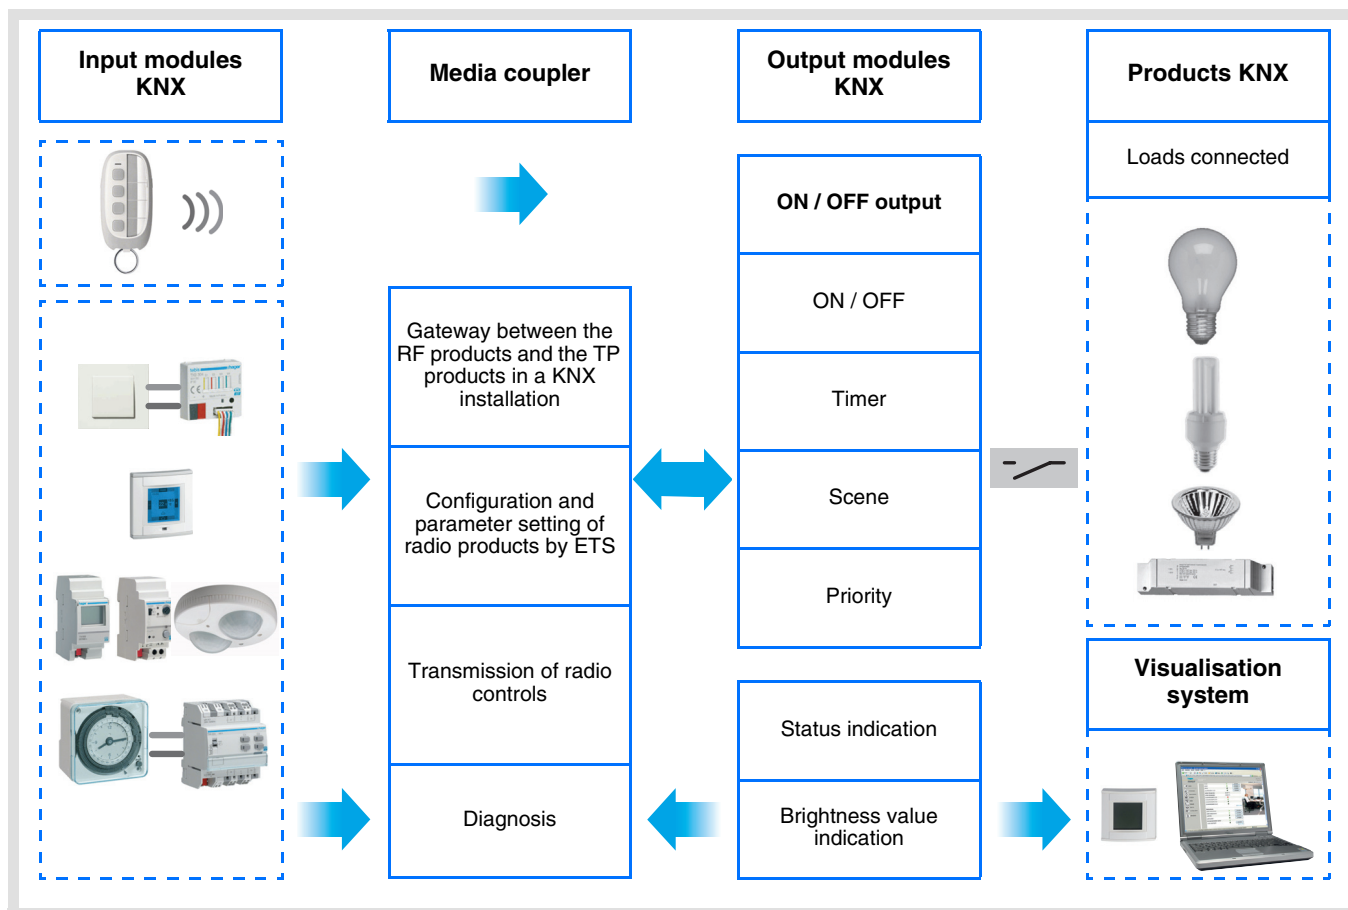 Input modules
KNX
Media coupler
Output modules
KNX
Products KNX
Loads connected
ON / OFF output
ON / OFF
Timer
Scene
Priority
Gateway between the
RF products and the TP
products in a KNX
installation
Configuration and
parameter setting of
radio products by ETS
Transmission of radio
controls
Diagnosis
Status indication
Brightness value
indication
Visualisation
system